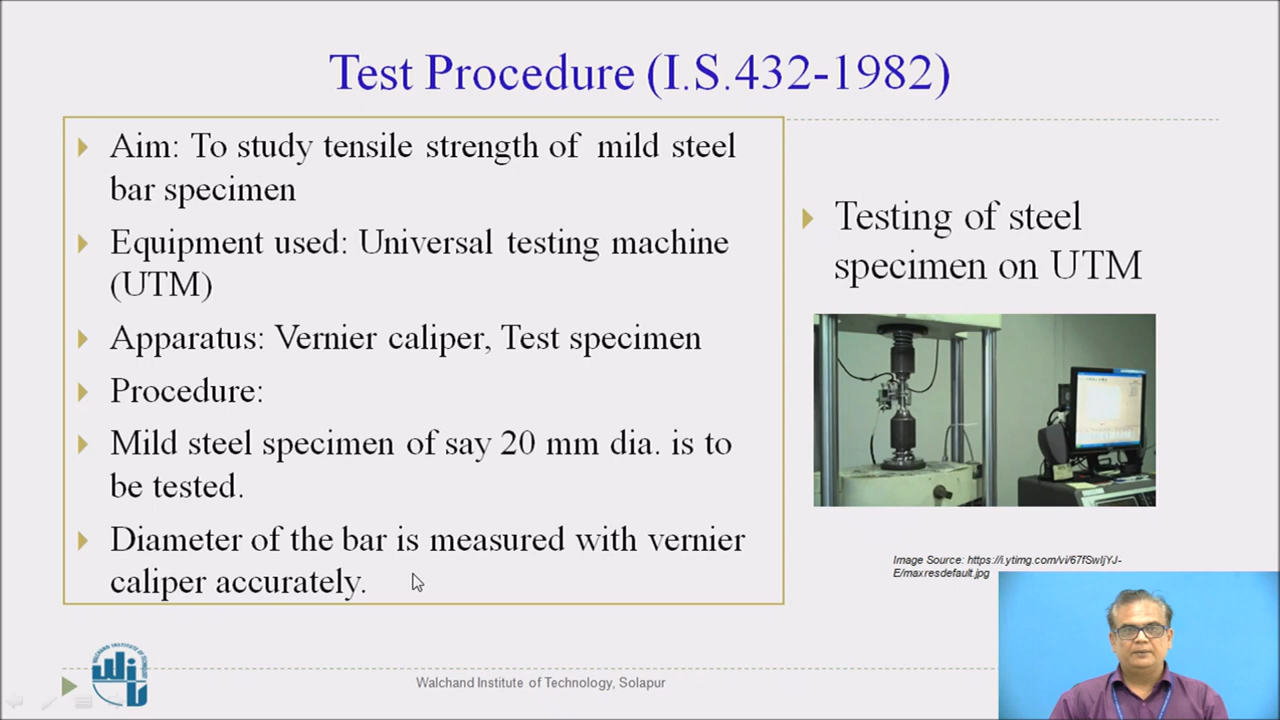 Test Procedure (I.S.432-1982)
Aim: To study tensile strength of mild steel
bar specimen
Equipment used: Universal testing machine
(UTM)
Apparatus: Vernier caliper, Test specimen
Procedure:
Mild steel specimen of say 20 mm dia. is to
be tested.
Diameter of the bar is measured with vernier
caliper accurately.
Testing of steel
specimen on UTM
Image Source: https://i.ytimg.com/vi/67fSwIjYJ-
E/maxresdefault.jpg
Walchand Institute of Technology, Solapur